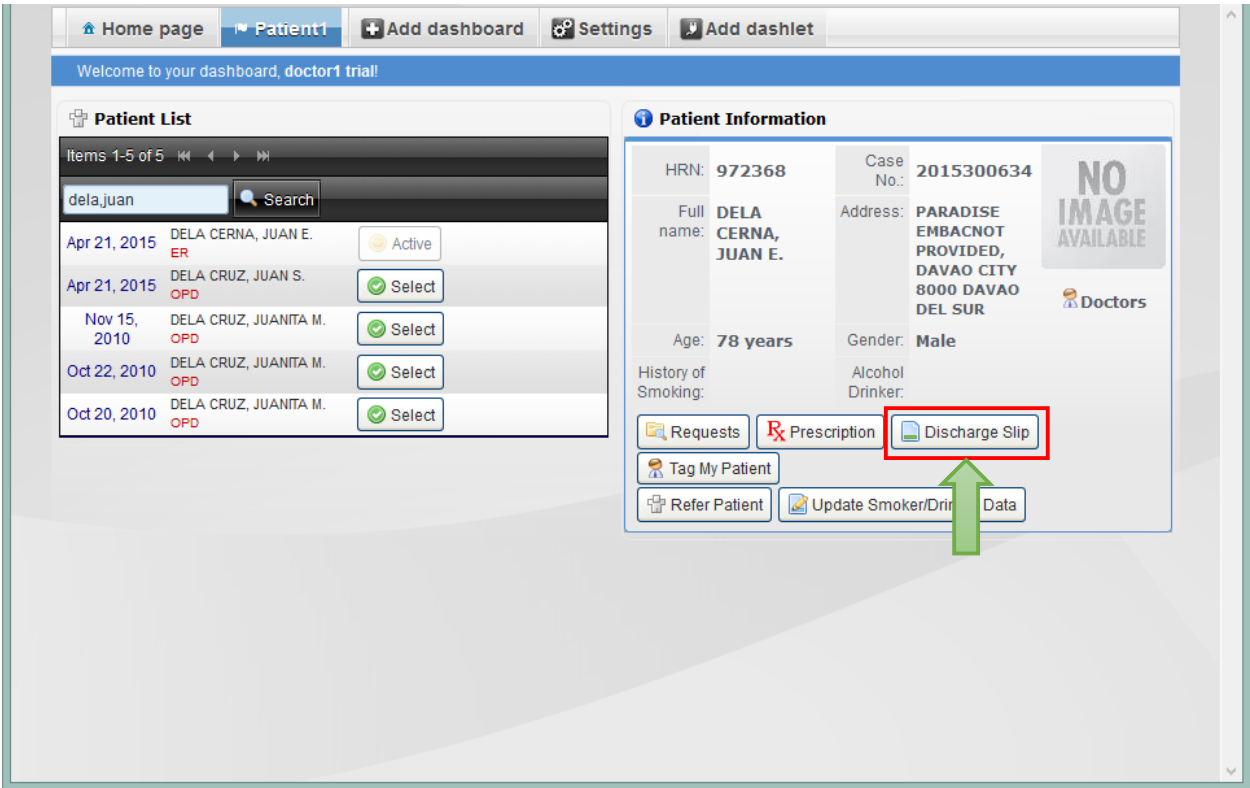 Home page Patient1 Add dashboard Settings Add dashlet
Welcome to your dashboard, doctor1 trial!
Patient List
Items 1-5 of 5
dela,juan Search
Apr 21, 2015 DELA CERNA, JUAN E. Active
ER
Apr 21, 2015 DELA CRUZ, JUAN S. Select
OPD
Nov 15, 2010 DELA CRUZ, JUANITA M. Select
OPD
Oct 22, 2010 DELA CRUZ, JUANITA M. Select
OPD
Oct 20, 2010 DELA CRUZ, JUANITA M. Select
OPD
Patient Information
HRN: 972368 Case No.: 2015300634
NO
IMAGE
AVAILABLE
Full name: DELA
CERNA,
JUAN E.
Address: PARADISE
EMBACNOT
PROVIDED,
DAVAO CITY
8000 DAVAO
DEL SUR
Doctors
Age: 78 years Gender: Male
History of Smoking: Alcohol Drinker:
Requests Rx Prescription Discharge Slip
Tag My Patient
Refer Patient Update Smoker/Drin Data